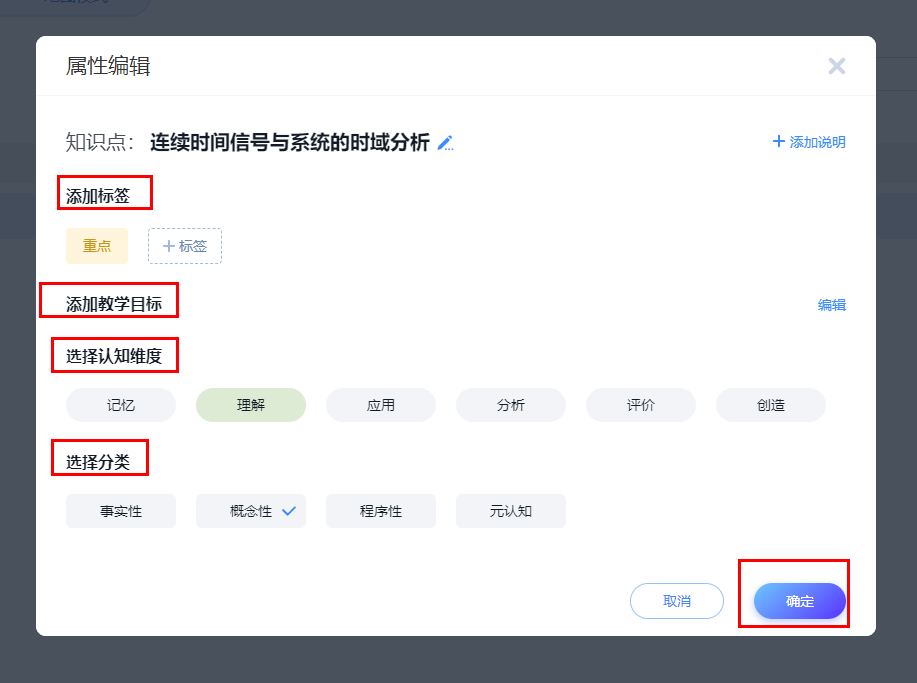 属性编辑
知识点： 连续时间信号与系统的时域分析
添加说明
添加标签
重点 标签
添加教学目标 编辑
选择认知维度
记忆 理解 应用 分析 评价 创造
选择分类
事实性 概念性 程序性 元认知
取消 确定